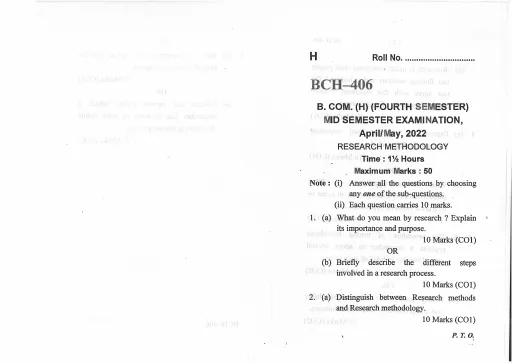 H Roll No. ..............................
BCH–406
B. COM. (H) (FOURTH SEMESTER)
MID SEMESTER EXAMINATION,
April/May, 2022
RESEARCH METHODOLOGY
Time : 1½ Hours
Maximum Marks : 50
Note : (i) Answer all the questions by choosing
any one of the sub-questions.
(ii) Each question carries 10 marks.
1. (a) What do you mean by research ? Explain
its importance and purpose.
10 Marks (CO1)
OR
(b) Briefly describe the different steps
involved in a research process.
10 Marks (CO1)
2. (a) Distinguish between Research methods
and Research methodology.
10 Marks (CO1)
P. T. O.